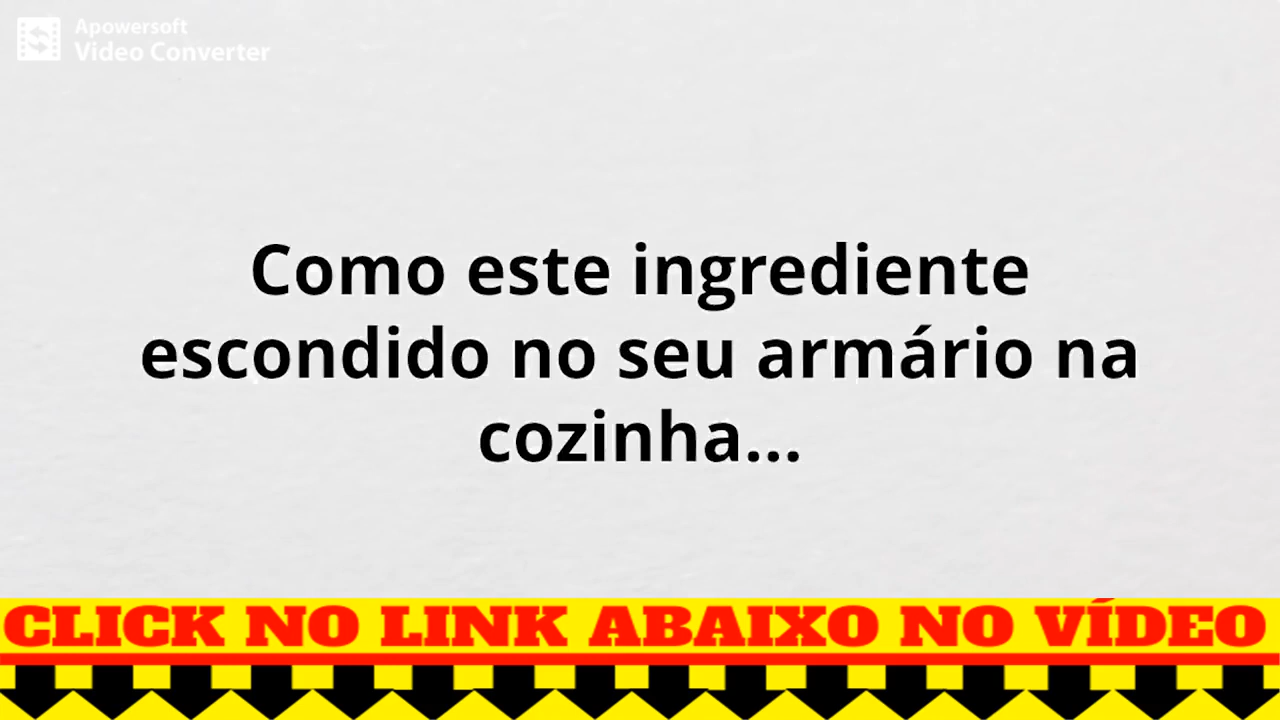 Apowersoft
Video Converter
Como este ingrediente
escondido no seu armário na
cozinha...
CLICK NO LINK ABAIXO NO VÍDEO